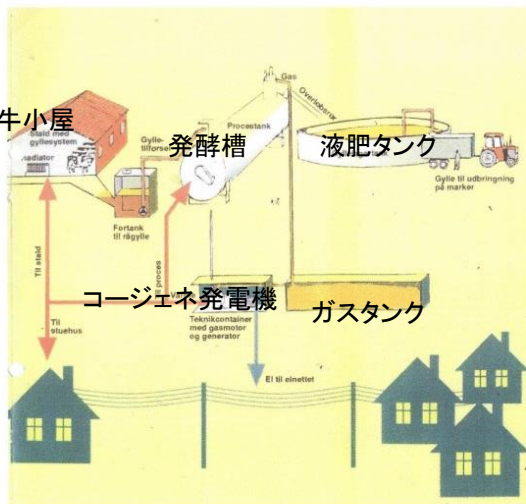 Gas
Overløbsrør
牛小屋
Stald med
gyllesystem
radiator
Gylle-
tilførsel
Procestank
発酵槽
液肥タンク
Gylle til udbringning
på marker
Fortank
til rågylle
Til stald
Til proces
コージェネ発電機
ガスタンク
Teknikcontainer
med gasmotor
og generator
Til
stuehus
El til elnettet